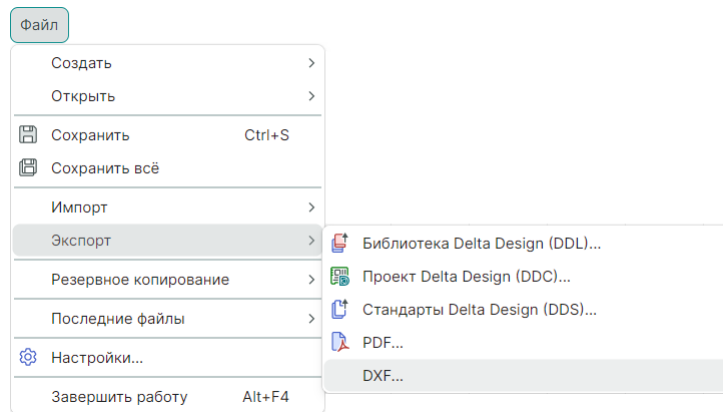 Файл
Создать
Открыть
Сохранить Ctrl+S
Сохранить всё
Импорт
Экспорт
Библиотека Delta Design (DDL)...
Резервное копирование
Проект Delta Design (DDC)...
Стандарты Delta Design (DDS)...
Последние файлы
PDF...
Настройки...
DXF...
Завершить работу Alt+F4